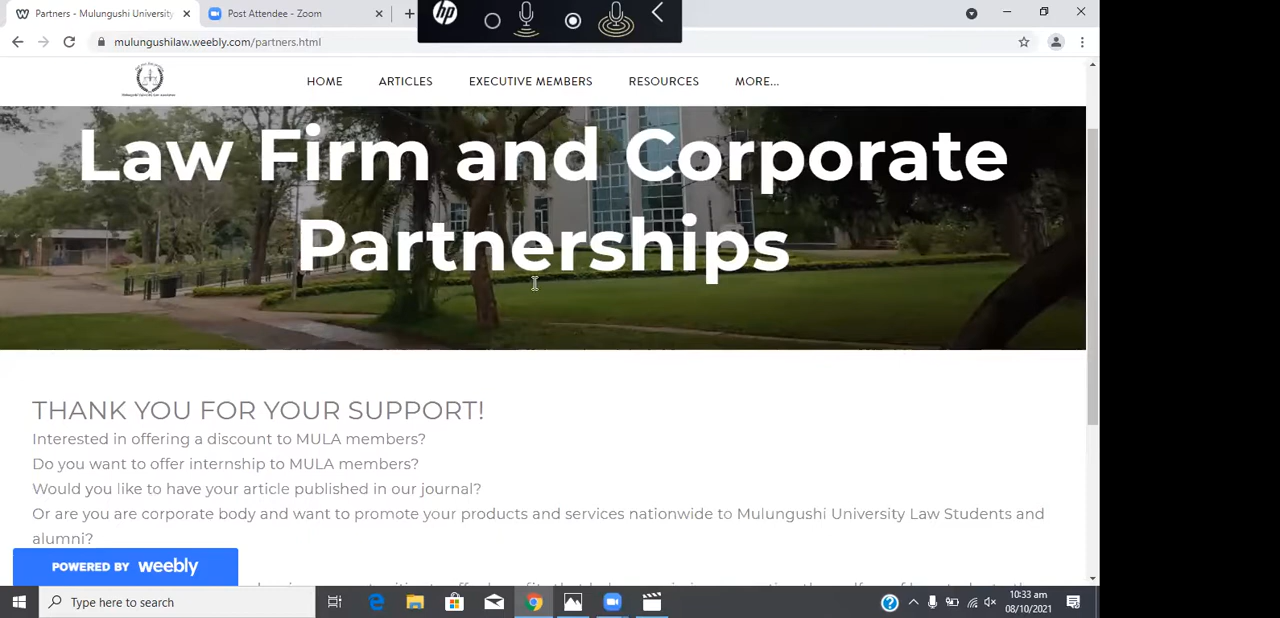 Partners - Mulungushi University
Post Attendee - Zoom
hp
mulungushilaw.weebly.com/partners.html
HOME ARTICLES EXECUTIVE MEMBERS RESOURCES MORE...
Law Firm and Corporate
Partnerships
THANK YOU FOR YOUR SUPPORT!
Interested in offering a discount to MULA members?
Do you want to offer internship to MULA members?
Would you like to have your article published in our journal?
Or are you are corporate body and want to promote your products and services nationwide to Mulungushi University Law Students and
alumni?
POWERED BY weebly
Type here to search
10:33 am
08/10/2021